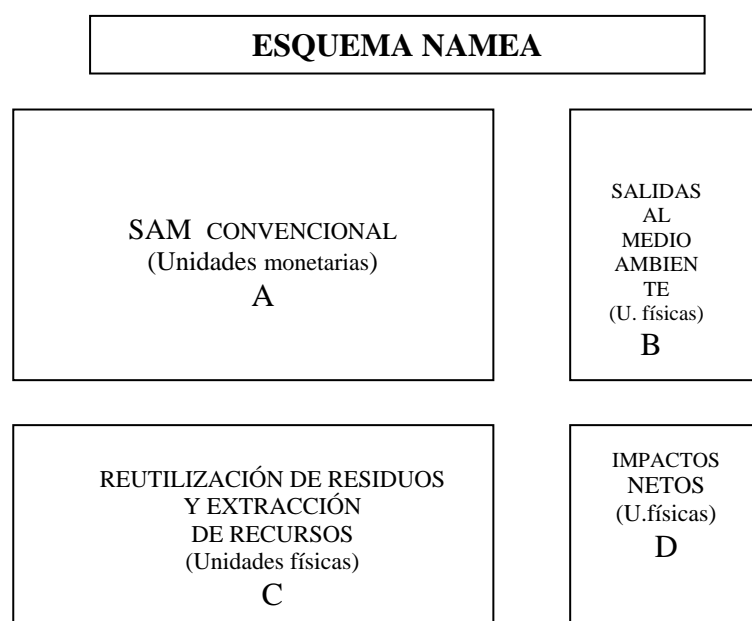 ESQUEMA NAMEA
SAM CONVENCIONAL
(Unidades monetarias)
A
SALIDAS
AL
MEDIO
AMBIEN
TE
(U. físicas)
B
REUTILIZACIÓN DE RESIDUOS
Y EXTRACCIÓN
DE RECURSOS
(Unidades físicas)
C
IMPACTOS
NETOS
(U.físicas)
D